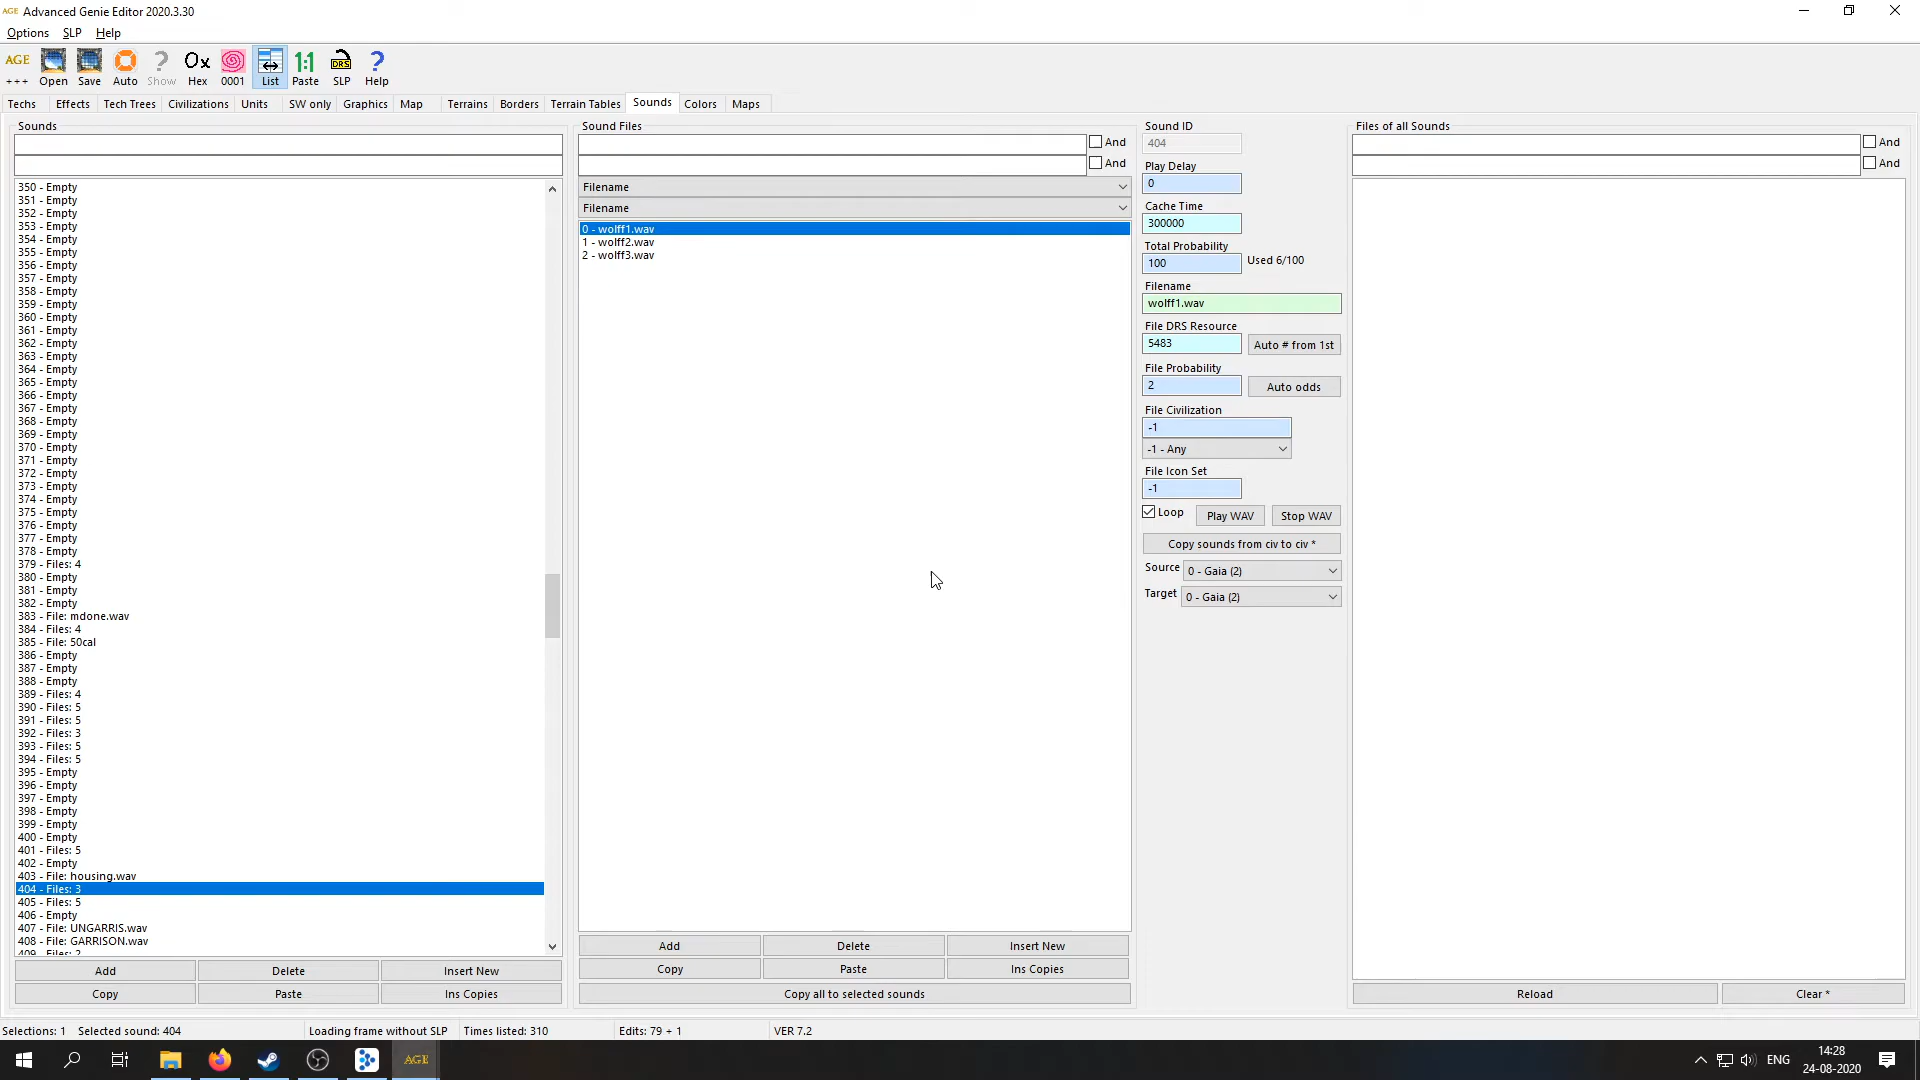 AGE Advanced Genie Editor 2020.3.30
Options SLP Help
AGE +++ Open Save Auto ? Show Ox Hex 0001 List 1:1 Paste DRS SLP ? Help
Techs Effects Tech Trees Civilizations Units SW only Graphics Map Terrains Borders Terrain Tables Sounds Colors Maps
Sounds
350 - Empty
351 - Empty
352 - Empty
353 - Empty
354 - Empty
355 - Empty
356 - Empty
357 - Empty
358 - Empty
359 - Empty
360 - Empty
361 - Empty
362 - Empty
363 - Empty
364 - Empty
365 - Empty
366 - Empty
367 - Empty
368 - Empty
369 - Empty
370 - Empty
371 - Empty
372 - Empty
373 - Empty
374 - Empty
375 - Empty
376 - Empty
377 - Empty
378 - Empty
379 - Files: 4
380 - Empty
381 - Empty
382 - Empty
383 - File: mdone.wav
384 - Files: 4
385 - File: 50cal
386 - Empty
387 - Empty
388 - Empty
389 - Files: 4
390 - Files: 5
391 - Files: 5
392 - Files: 3
393 - Files: 5
394 - Files: 5
395 - Empty
396 - Empty
397 - Empty
398 - Empty
399 - Empty
400 - Empty
401 - Files: 5
402 - Empty
403 - File: housing.wav
404 - Files: 3
405 - Files: 5
406 - Empty
407 - File: UNGARRIS.wav
408 - File: GARRISON.wav
409 - Files: 2
Add Delete Insert New
Copy Paste Ins Copies
Sound Files
And
And
Filename
Filename
0 - wolff1.wav
1 - wolff2.wav
2 - wolff3.wav
Add Delete Insert New
Copy Paste Ins Copies
Copy all to selected sounds
Sound ID
404
Play Delay
0
Cache Time
300000
Total Probability
100 Used 6/100
Filename
wolff1.wav
File DRS Resource
5483 Auto # from 1st
File Probability
2 Auto odds
File Civilization
-1
-1 - Any
File Icon Set
-1
Loop Play WAV Stop WAV
Copy sounds from civ to civ *
Source 0 - Gaia (2)
Target 0 - Gaia (2)
Files of all Sounds
And
And
Reload Clear *
Selections: 1 Selected sound: 404 Loading frame without SLP Times listed: 310 Edits: 79 + 1 VER 7.2
AGE ENG 14:28
24-08-2020